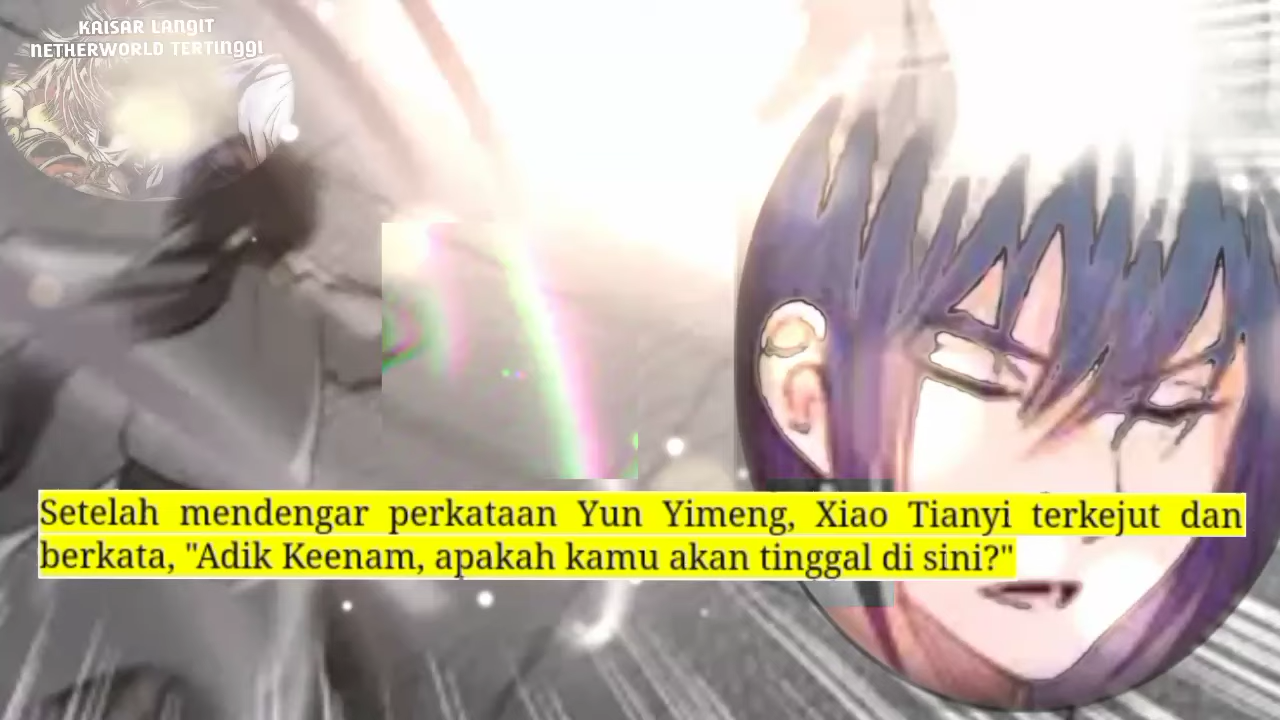 KAISAR LANGIT
NETHERWORLD TERTINGGI
Setelah mendengar perkataan Yun Yimeng, Xiao Tianyi terkejut dan
berkata, "Adik Keenam, apakah kamu akan tinggal di sini?"